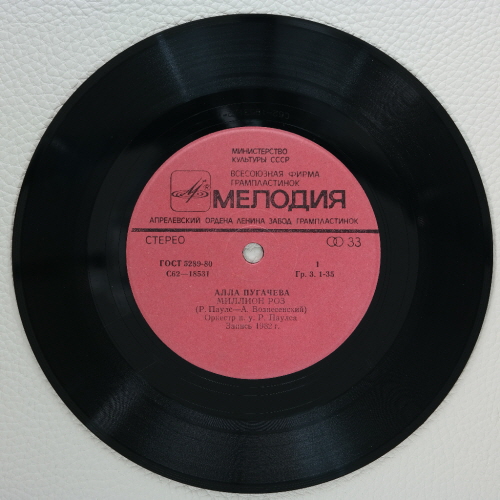 МИНИСТЕРСТВО
КУЛЬТУРЫ СССР
ВСЕСОЮЗНАЯ ФИРМА
ГРАМПЛАСТИНОК
МЕЛОДИЯ
АПРЕЛЕВСКИЙ ОРДЕНА ЛЕНИНА ЗАВОД ГРАМПЛАСТИНОК
СТЕРЕО 33
ГОСТ 5289-80 1
С62—18531 Гр. 3. 1-35
АЛЛА ПУГАЧЕВА
МИЛЛИОН РОЗ
(Р. Паулс—А. Вознесенский)
Оркестр п. у. Р. Паулса
Запись 1982 г.